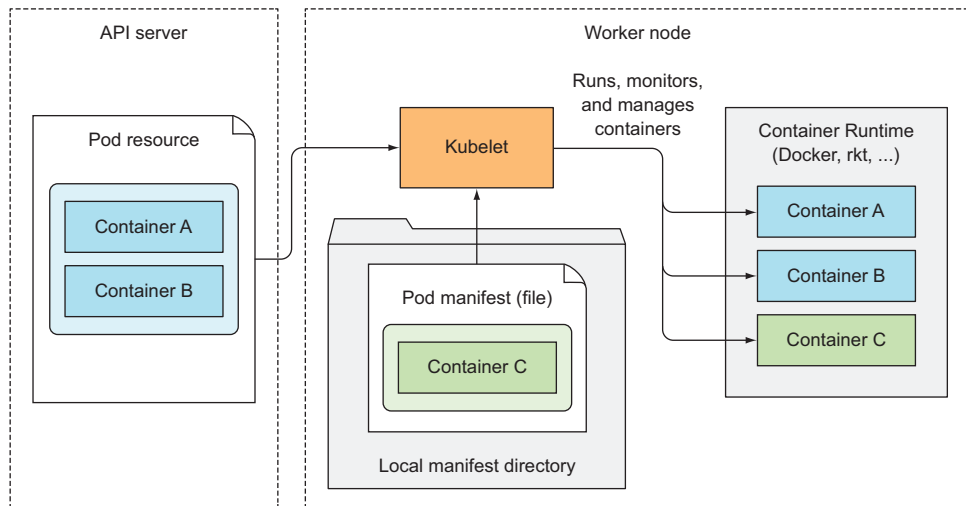 API server
Worker node
Pod resource
Container A
Container B
Kubelet
Runs, monitors,
and manages
containers
Pod manifest (file)
Container C
Local manifest directory
Container Runtime
(Docker, rkt, ...)
Container A
Container B
Container C